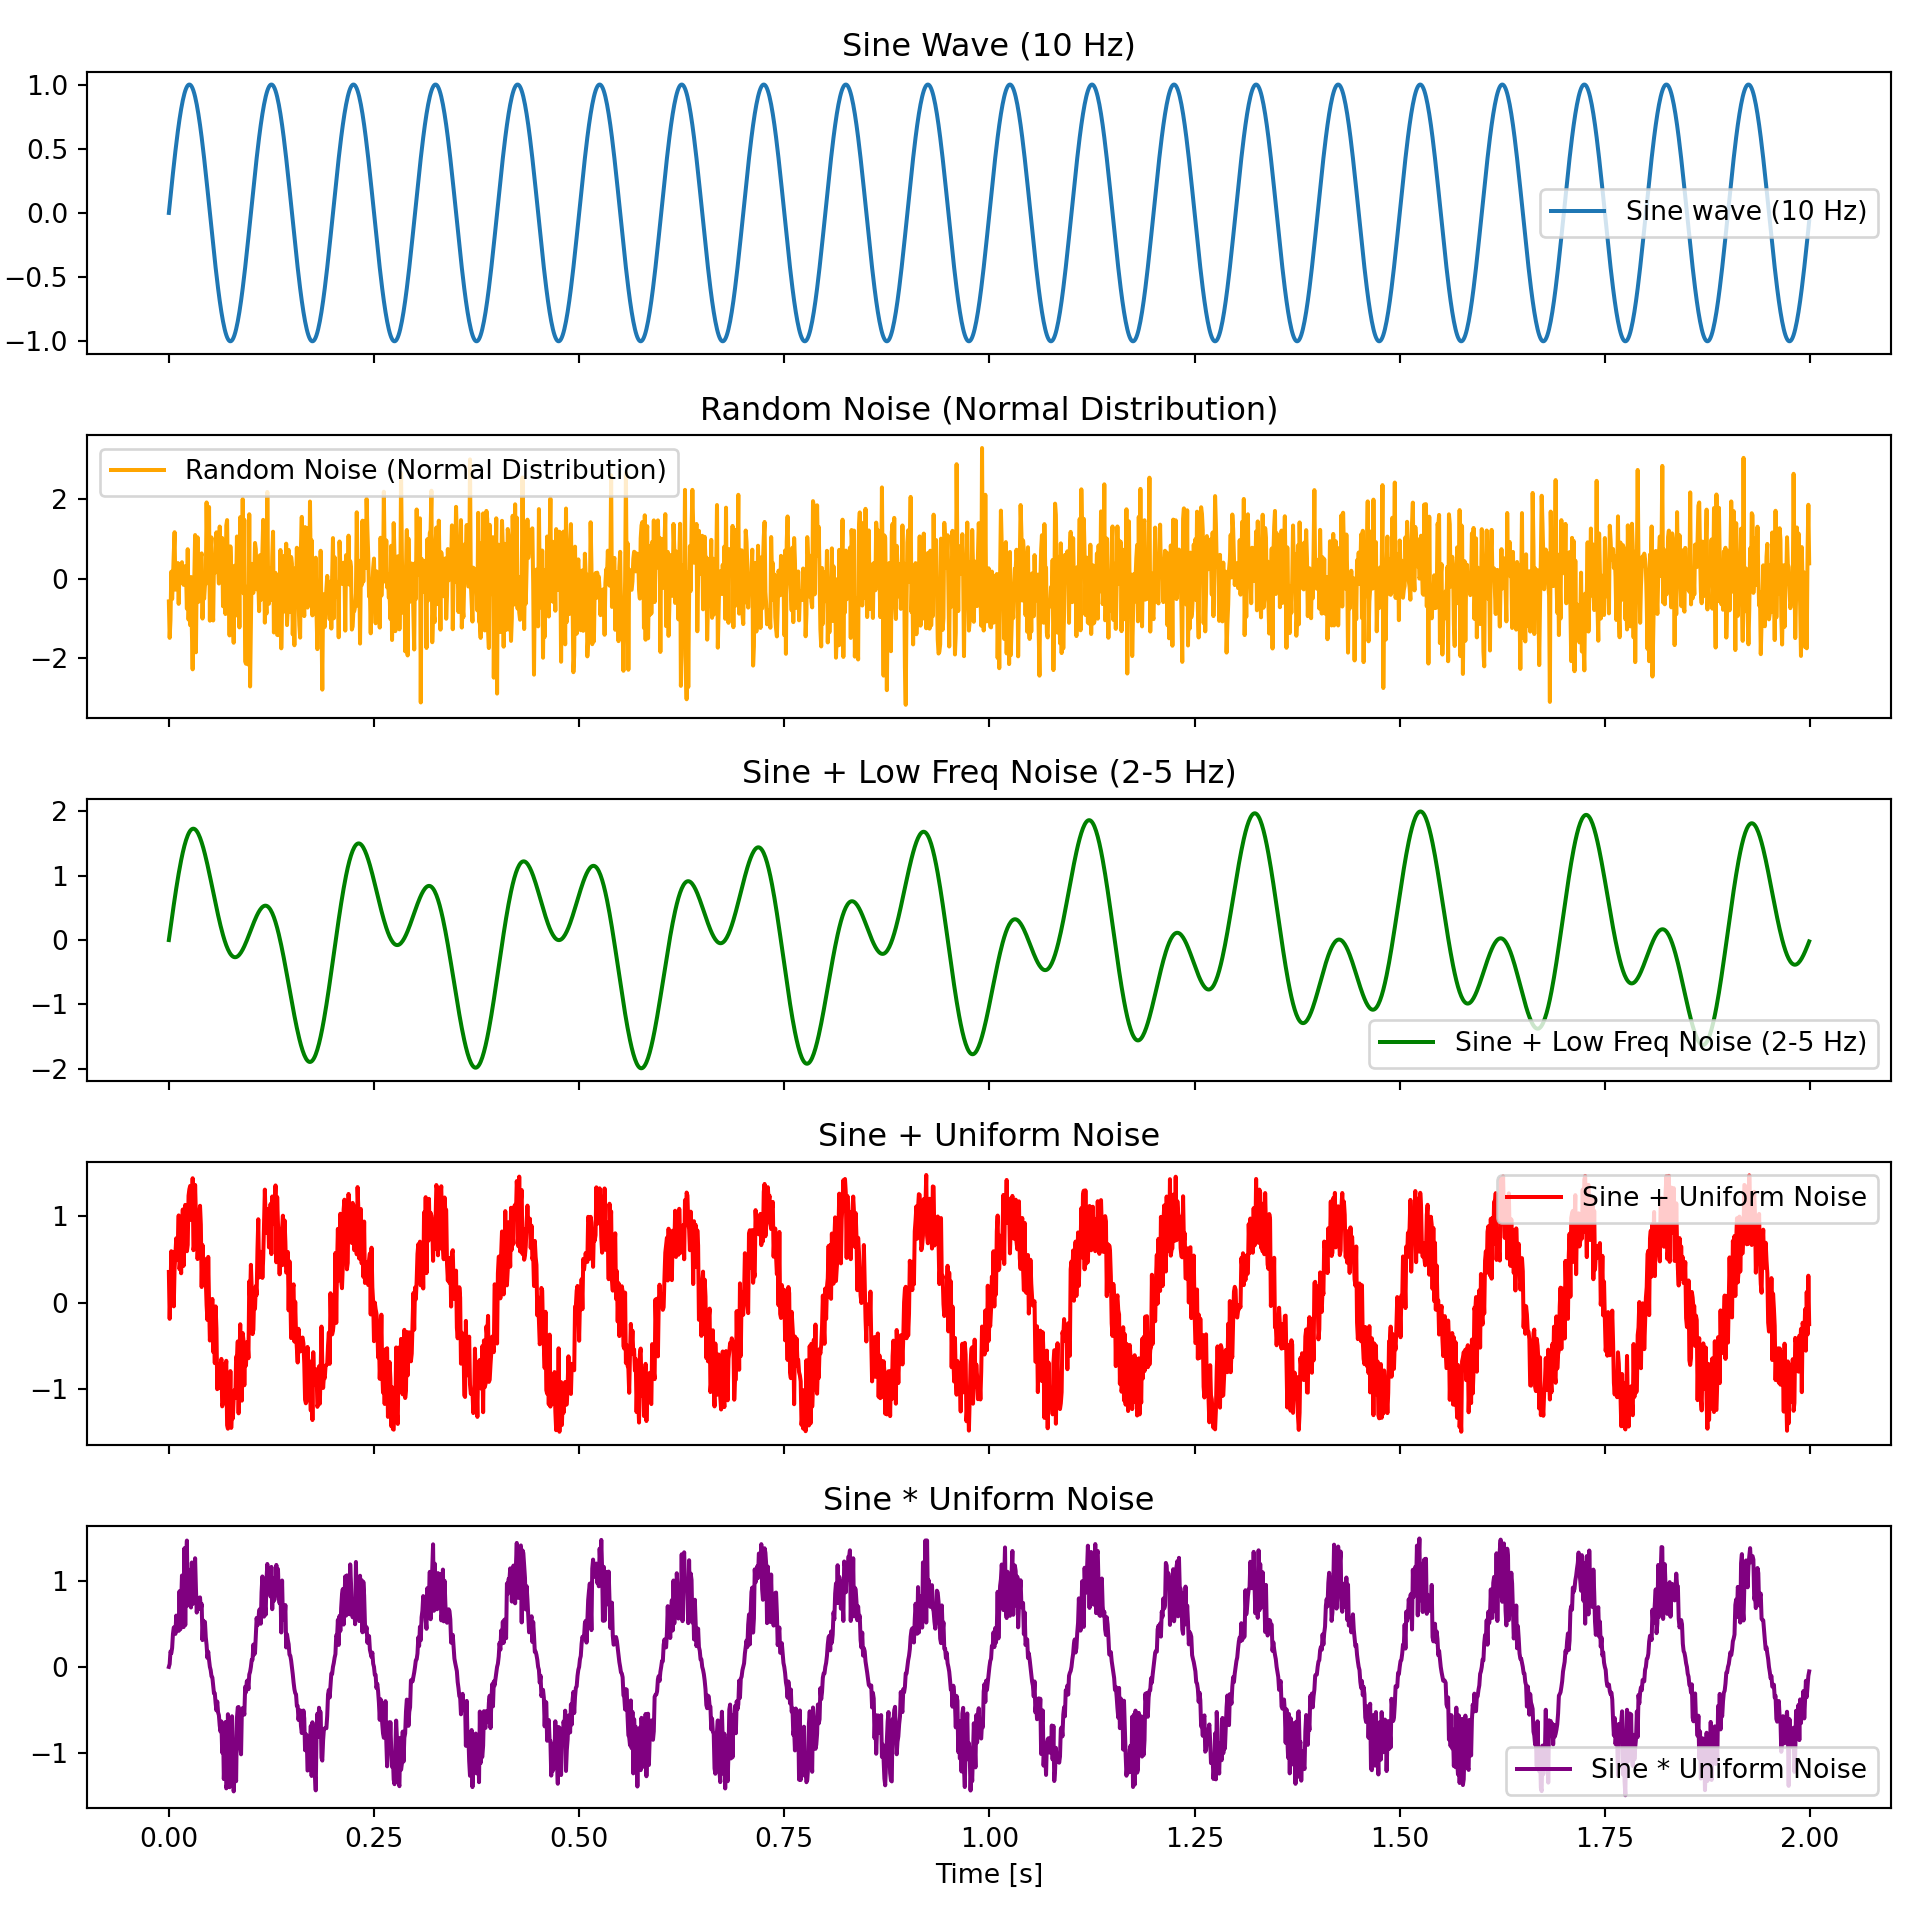 Sine Wave (10 Hz)
1.0
0.5
0.0
−0.5
−1.0
Sine wave (10 Hz)
Random Noise (Normal Distribution)
Random Noise (Normal Distribution)
2
0
−2
Sine + Low Freq Noise (2-5 Hz)
2
1
0
−1
−2
Sine + Low Freq Noise (2-5 Hz)
Sine + Uniform Noise
Sine + Uniform Noise
1
0
−1
Sine * Uniform Noise
1
0
−1
Sine * Uniform Noise
0.00 0.25 0.50 0.75 1.00 1.25 1.50 1.75 2.00
Time [s]